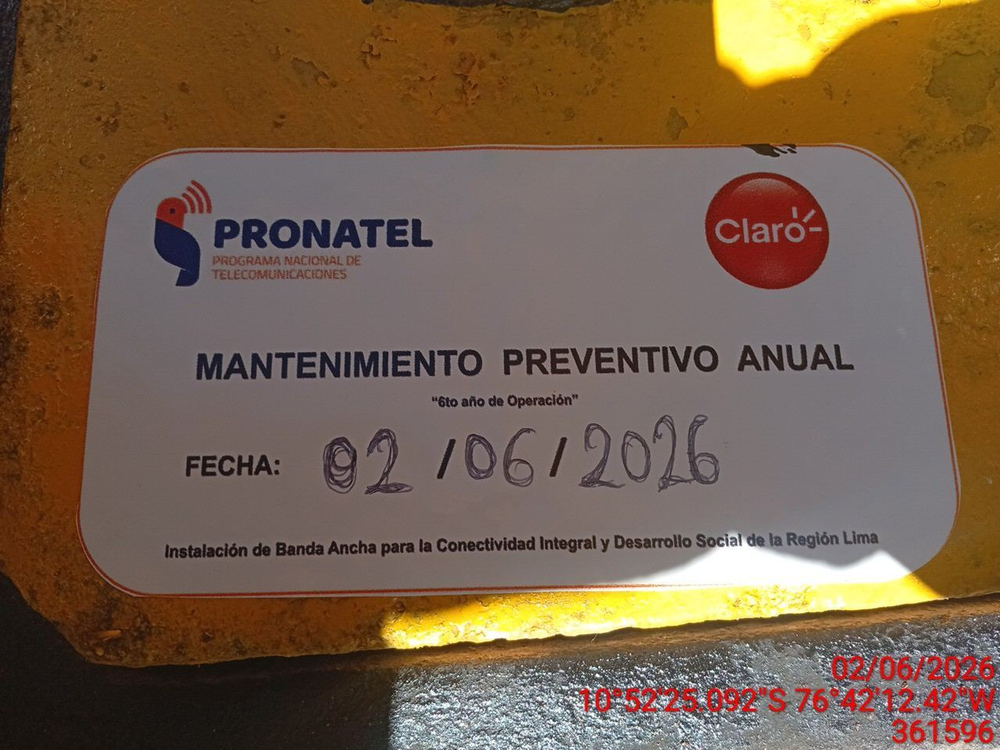 PRONATEL
PROGRAMA NACIONAL DE
TELECOMUNICACIONES
Claro
MANTENIMIENTO PREVENTIVO ANUAL
"6to año de Operación"
FECHA: 02/06/2026
Instalación de Banda Ancha para la Conectividad Integral y Desarrollo Social de la Región Lima
02/06/2026
10°52'25.092"S 76°42'12.42"W
361596